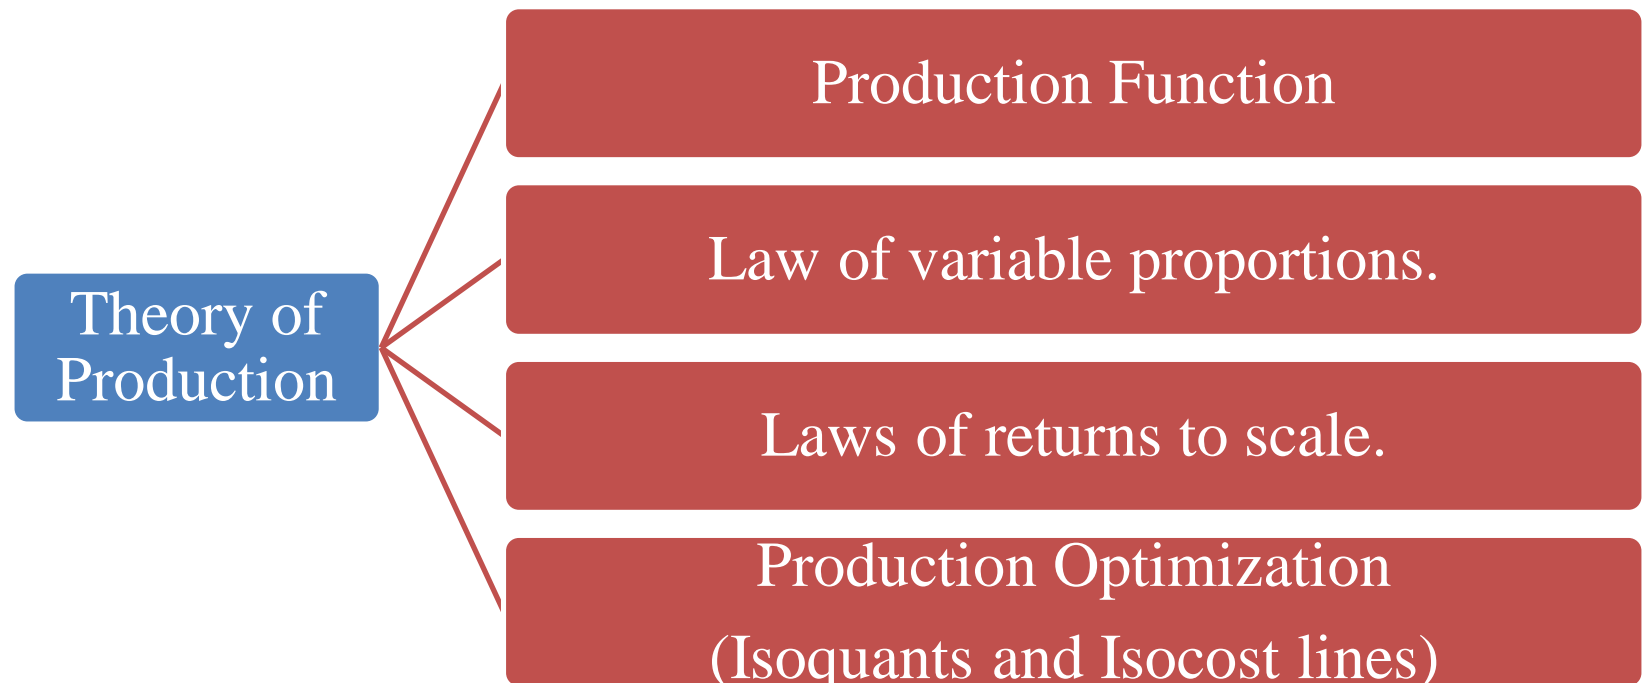 Theory of
Production
Production Function
Law of variable proportions.
Laws of returns to scale.
Production Optimization
(Isoquants and Isocost lines)